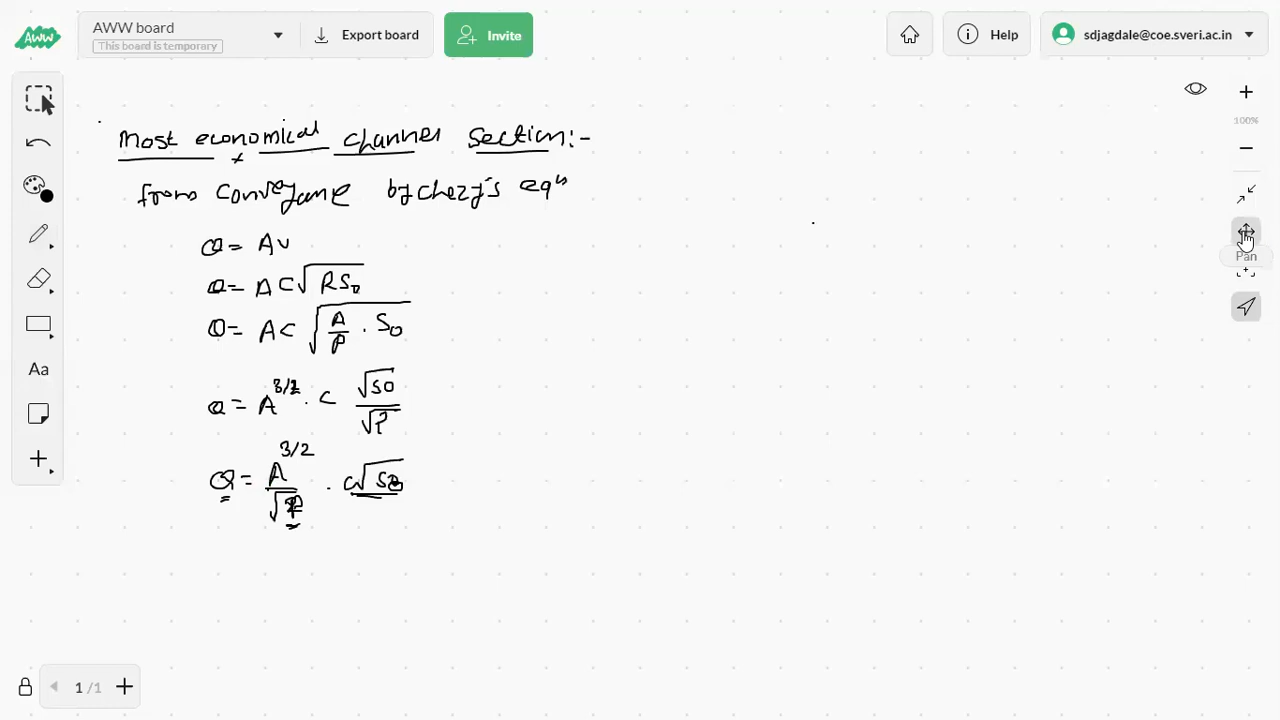 AWW
AWW board
This board is temporary
Export board
Invite
Help
sdjagdale@coe.sveri.ac.in
100%
Pan
Aa
Most economical channel Section:-
from Conveyance by chezy's eqn
Q = AV
Q = AC√RS₀
Q = AC√A/P · S₀
Q = A^3/2 · C √S₀/√P
Q = A^3/2/√P · C√S₀
1 / 1